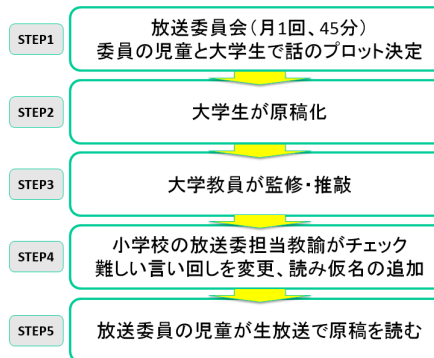 STEP1
放送委員会(月1回、45分)
委員の児童と大学生で話のプロット決定
STEP2
大学生が原稿化
STEP3
大学教員が監修・推敲
STEP4
小学校の放送委担当教諭がチェック
難しい言い回しを変更、読み仮名の追加
STEP5
放送委員の児童が生放送で原稿を読む